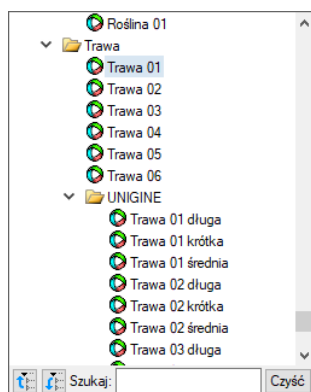 Roślina 01
Trawa
Trawa 01
Trawa 02
Trawa 03
Trawa 04
Trawa 05
Trawa 06
UNIGINE
Trawa 01 długa
Trawa 01 krótka
Trawa 01 średnia
Trawa 02 długa
Trawa 02 krótka
Trawa 02 średnia
Trawa 03 długa
Szukaj: Czyść